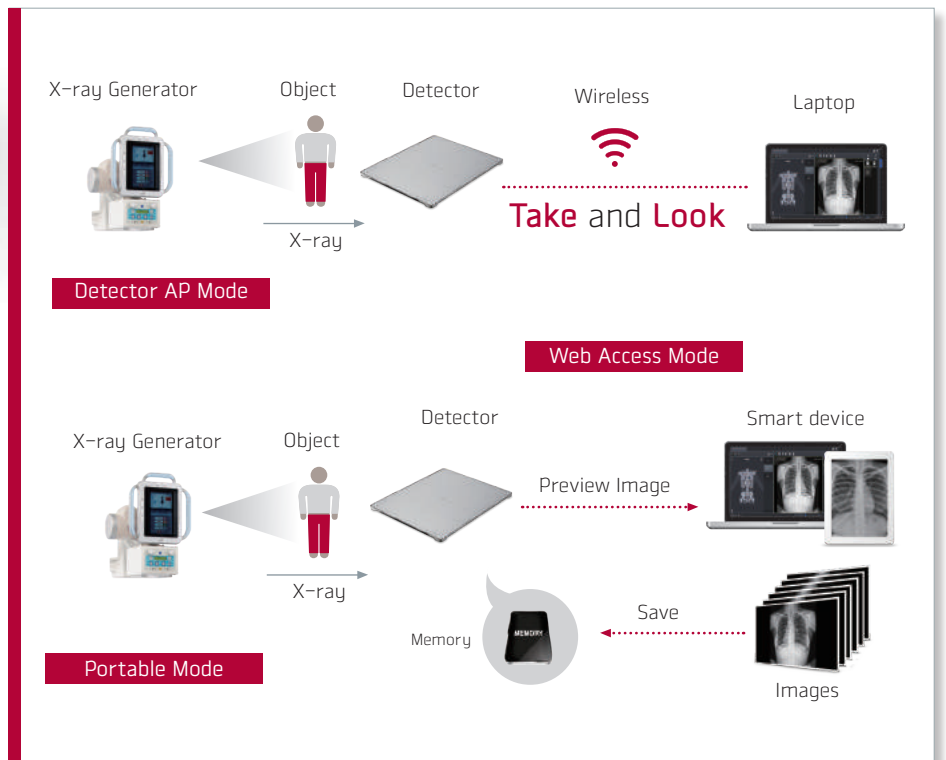 X-ray Generator
Object
Detector
Wireless
Laptop
Take and Look
X-ray
Detector AP Mode
Web Access Mode
X-ray Generator
Object
Detector
Smart device
Preview Image
X-ray
Memory
MEMORY
Save
Portable Mode
Images